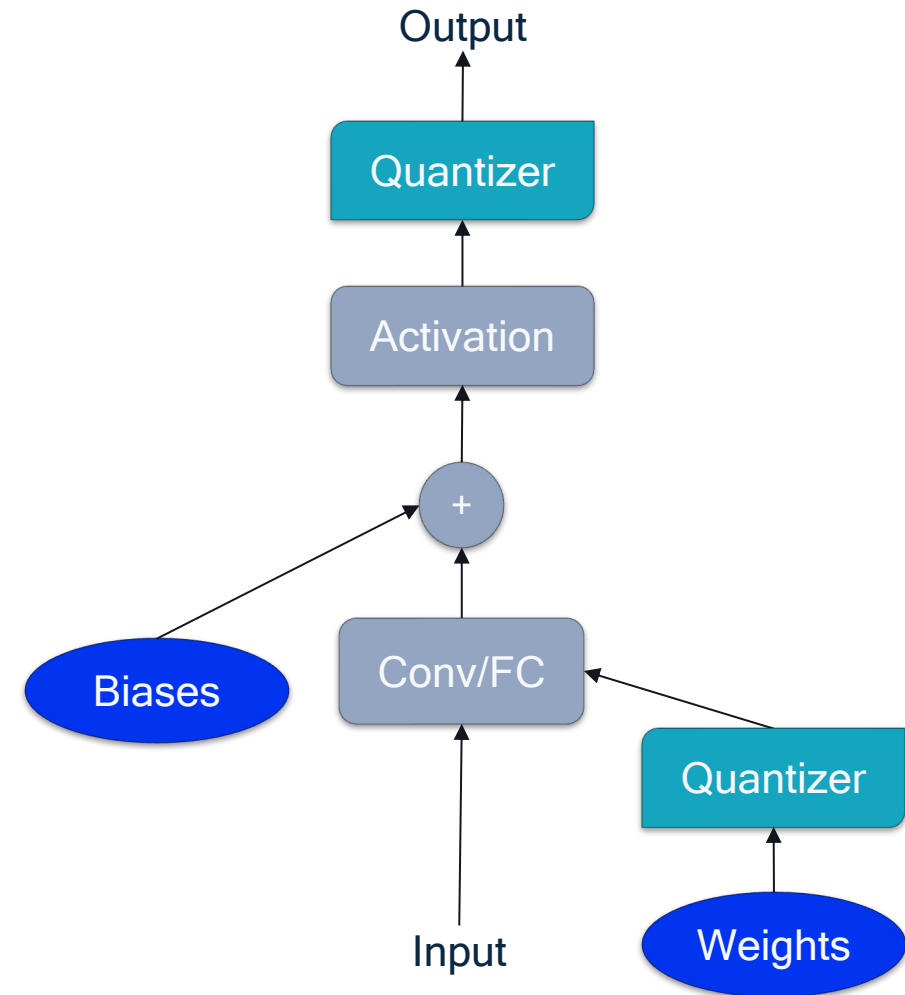 Output
Quantizer
Activation
+
Conv/FC
Biases
Quantizer
Weights
Input